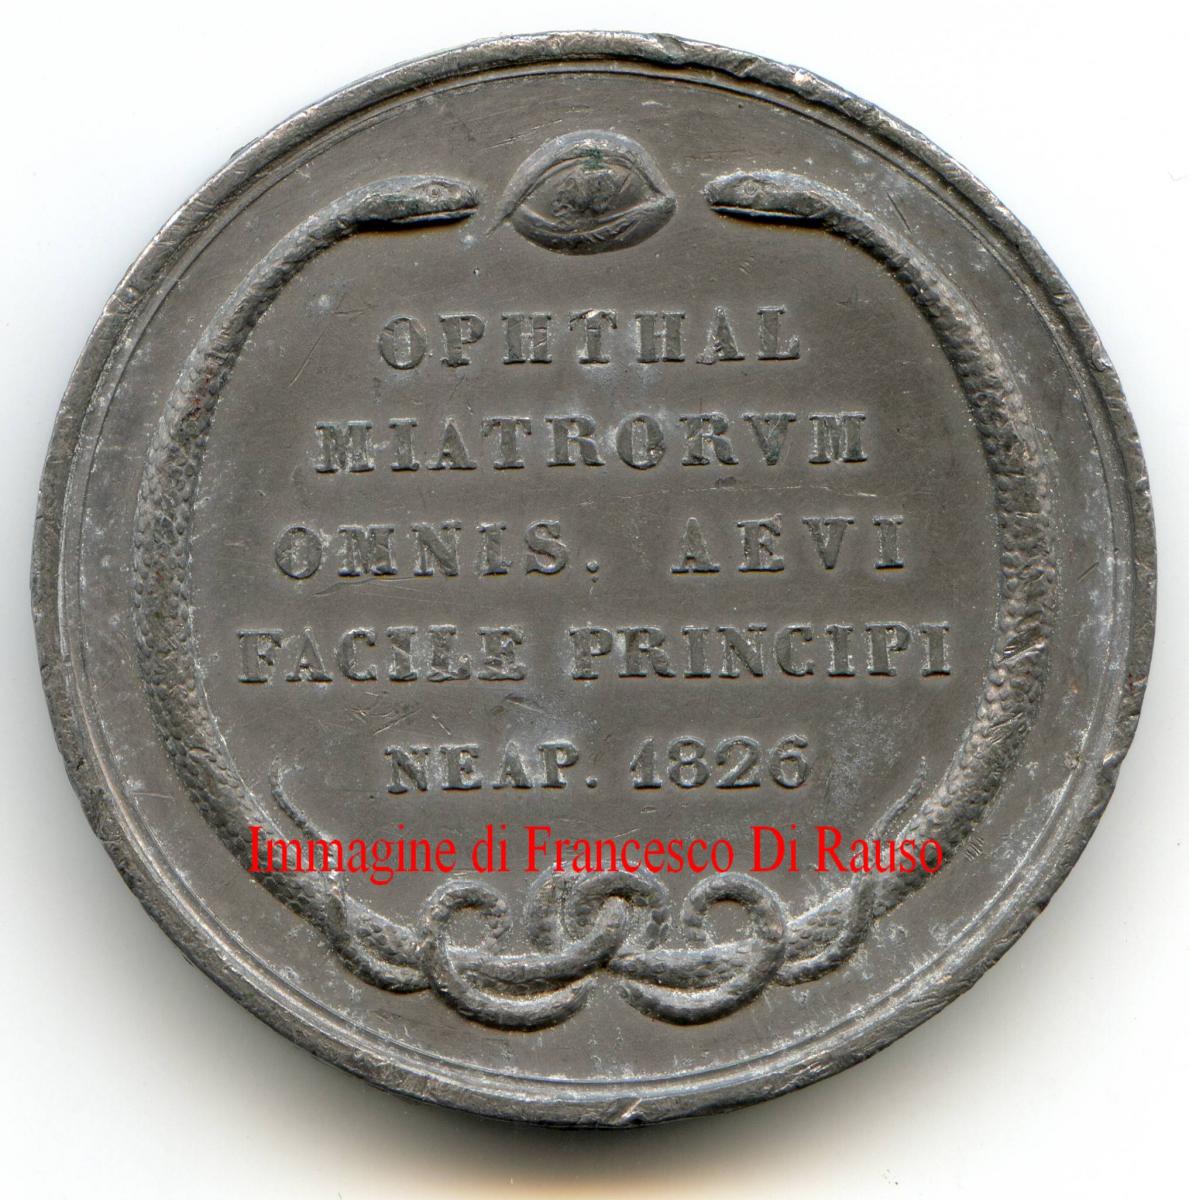 OPHTHAL
MIATRORVM
OMNIS. AEVI
FACILE PRINCIPI
NEAP. 1826
Immagine di Francesco Di Rauso